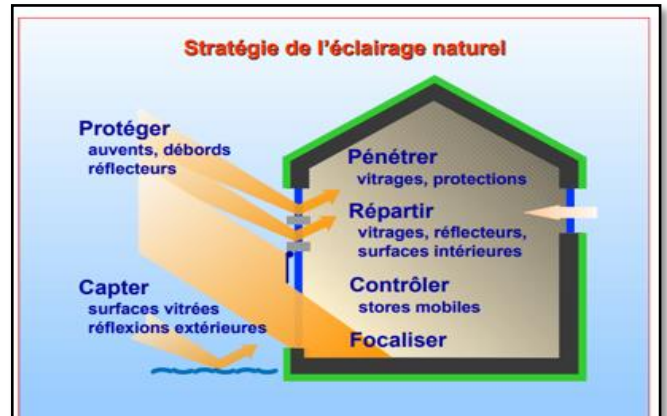 Stratégie de l'éclairage naturel
Protéger
auvents, débords
réflecteurs
Capter
surfaces vitrées
réflexions extérieures
Pénétrer
vitrages, protections
Répartir
vitrages, réflecteurs,
surfaces intérieures
Contrôler
stores mobiles
Focaliser